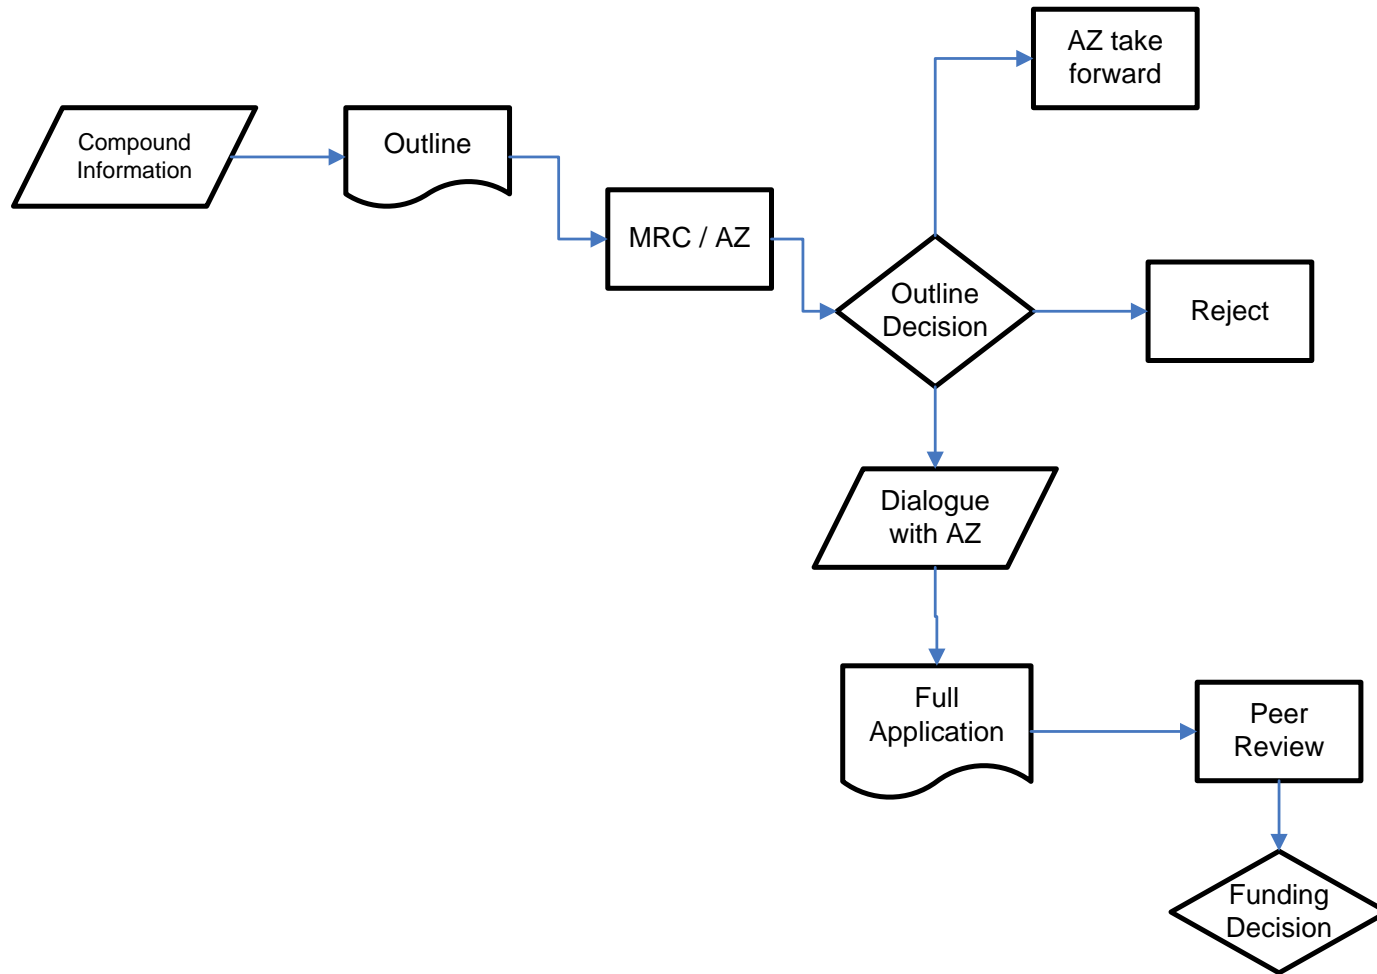 AZ take
forward
Compound
Information
Outline
MRC / AZ
Outline
Decision
Reject
Dialogue
with AZ
Full
Application
Peer
Review
Funding
Decision